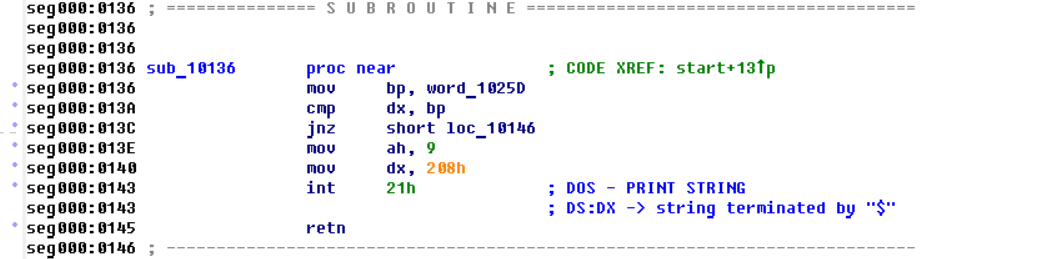 seg000:0136 ; =============== S U B R O U T I N E =======================================
seg000:0136
seg000:0136
seg000:0136 sub_10136 proc near ; CODE XREF: start+13↑p
seg000:0136 mov bp, word_1025D
seg000:013A cmp dx, bp
seg000:013C jnz short loc_10146
seg000:013E mov ah, 9
seg000:0140 mov dx, 208h
seg000:0143 int 21h ; DOS - PRINT STRING
seg000:0143 ; DS:DX -> string terminated by "$"
seg000:0145 retn
seg000:0146 ; ---------------------------------------------------------------------------